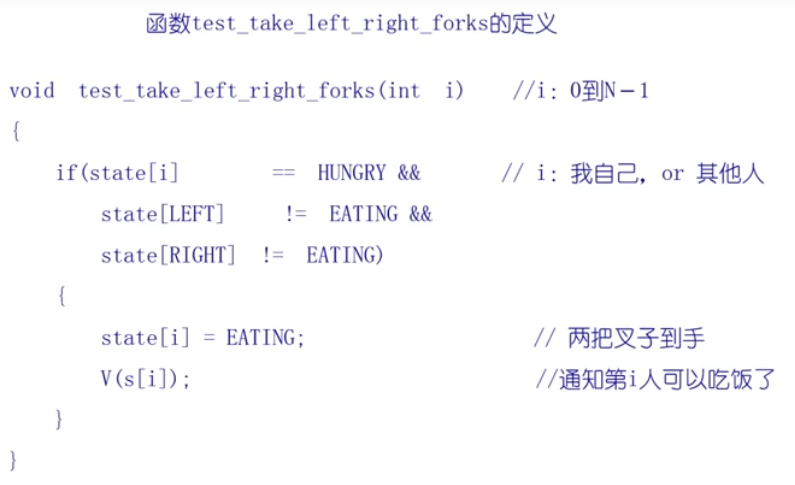 函数test_take_left_right_forks的定义
void test_take_left_right_forks(int i) //i: 0到N-1
{
if(state[i] == HUNGRY && // i: 我自己, or 其他人
state[LEFT] != EATING &&
state[RIGHT] != EATING)
{
state[i] = EATING; // 两把叉子到手
V(s[i]); //通知第i人可以吃饭了
}
}